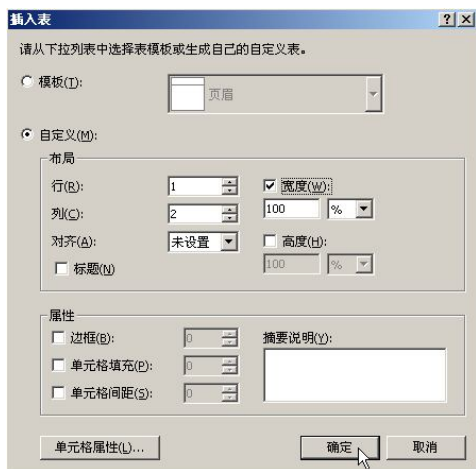 插入表
请从下拉列表中选择表模板或生成自己的自定义表。
模板(T):
页眉
自定义(M):
布局
行(R): 1 宽度(W):
列(C): 2 100 %
对齐(A): 未设置 高度(H):
标题(N) 100 %
属性
边框(B): 0 摘要说明(Y):
单元格填充(P): 0
单元格间距(S): 0
单元格属性(L)... 确定 取消